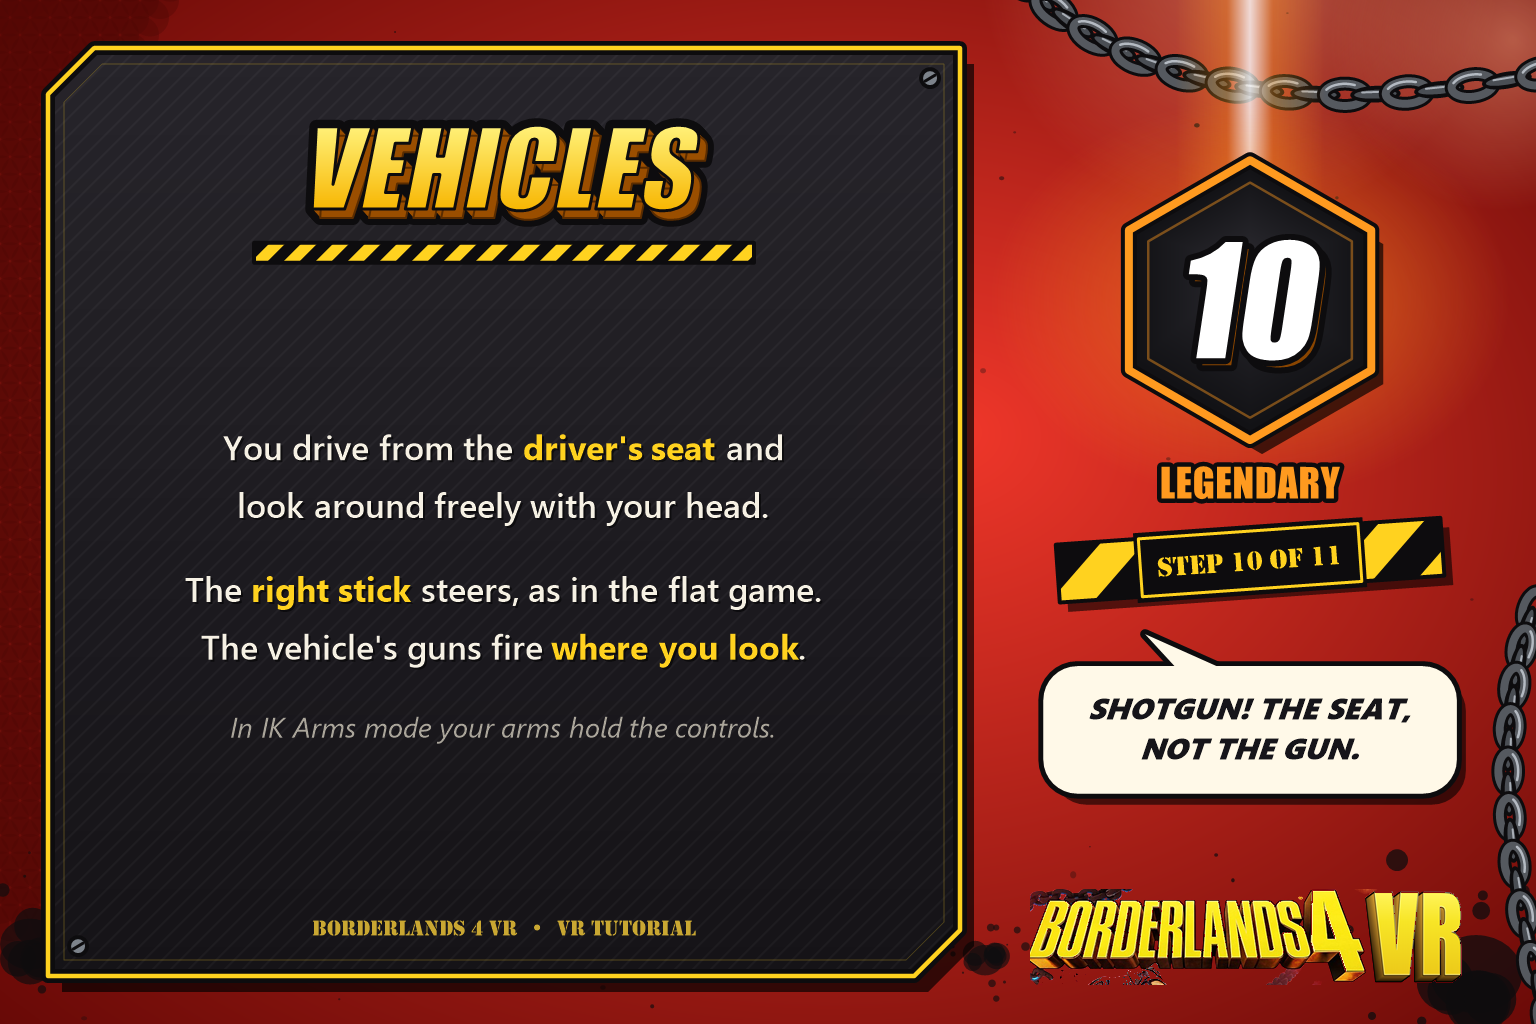 VEHICLES
You drive from the driver's seat and
look around freely with your head.
The right stick steers, as in the flat game.
The vehicle's guns fire where you look.
In IK Arms mode your arms hold the controls.
BORDERLANDS 4 VR • VR TUTORIAL
10
LEGENDARY
STEP 10 OF 11
SHOTGUN! THE SEAT,
NOT THE GUN.
BORDERLANDS 4 VR